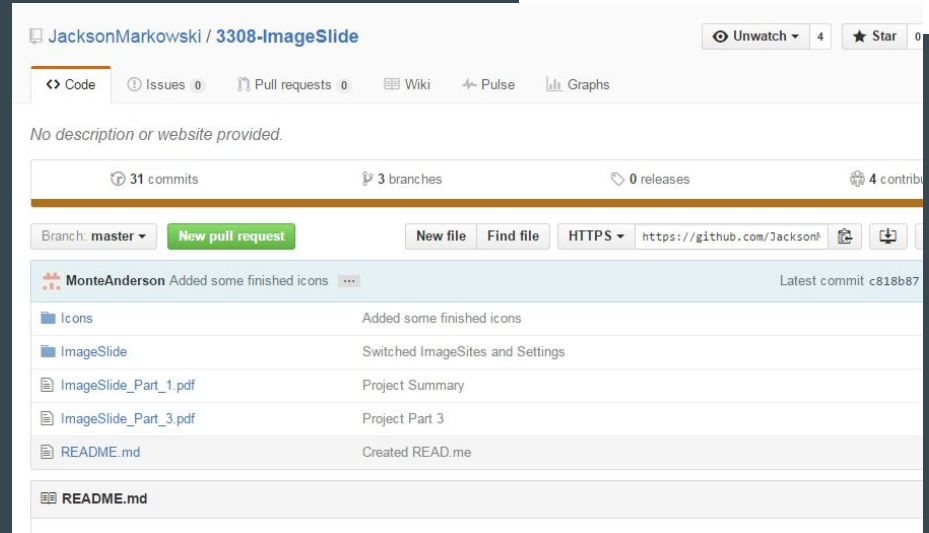 JacksonMarkowski / 3308-ImageSlide Unwatch 4 Star 0
Code Issues 0 Pull requests 0 Wiki Pulse Graphs
No description or website provided.
31 commits 3 branches 0 releases 4 contribu
Branch: master New pull request New file Find file HTTPS https://github.com/Jackson
MonteAnderson Added some finished icons ... Latest commit c818b87
Icons Added some finished icons
ImageSlide Switched ImageSites and Settings
ImageSlide_Part_1.pdf Project Summary
ImageSlide_Part_3.pdf Project Part 3
README.md Created READ.me
README.md